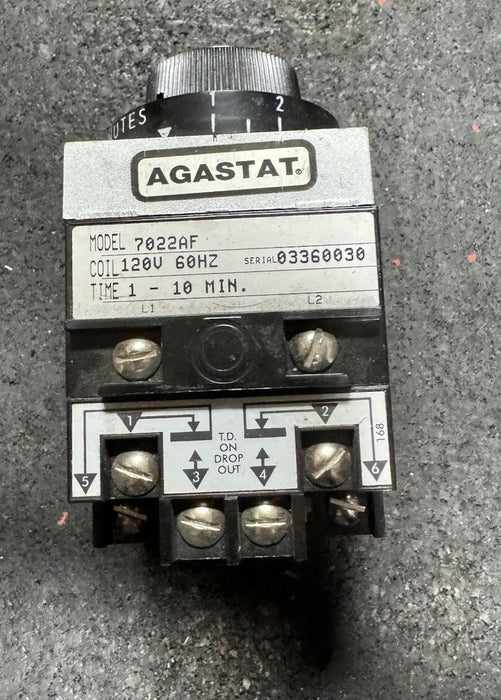 UTES 1 2
AGASTAT®
MODEL 7022AF
COIL 120V 60HZ SERIAL 03360030
TIME 1 - 10 MIN.
L1 L2
1 2
T.D.
ON
DROP
OUT
5 3 4 6
168